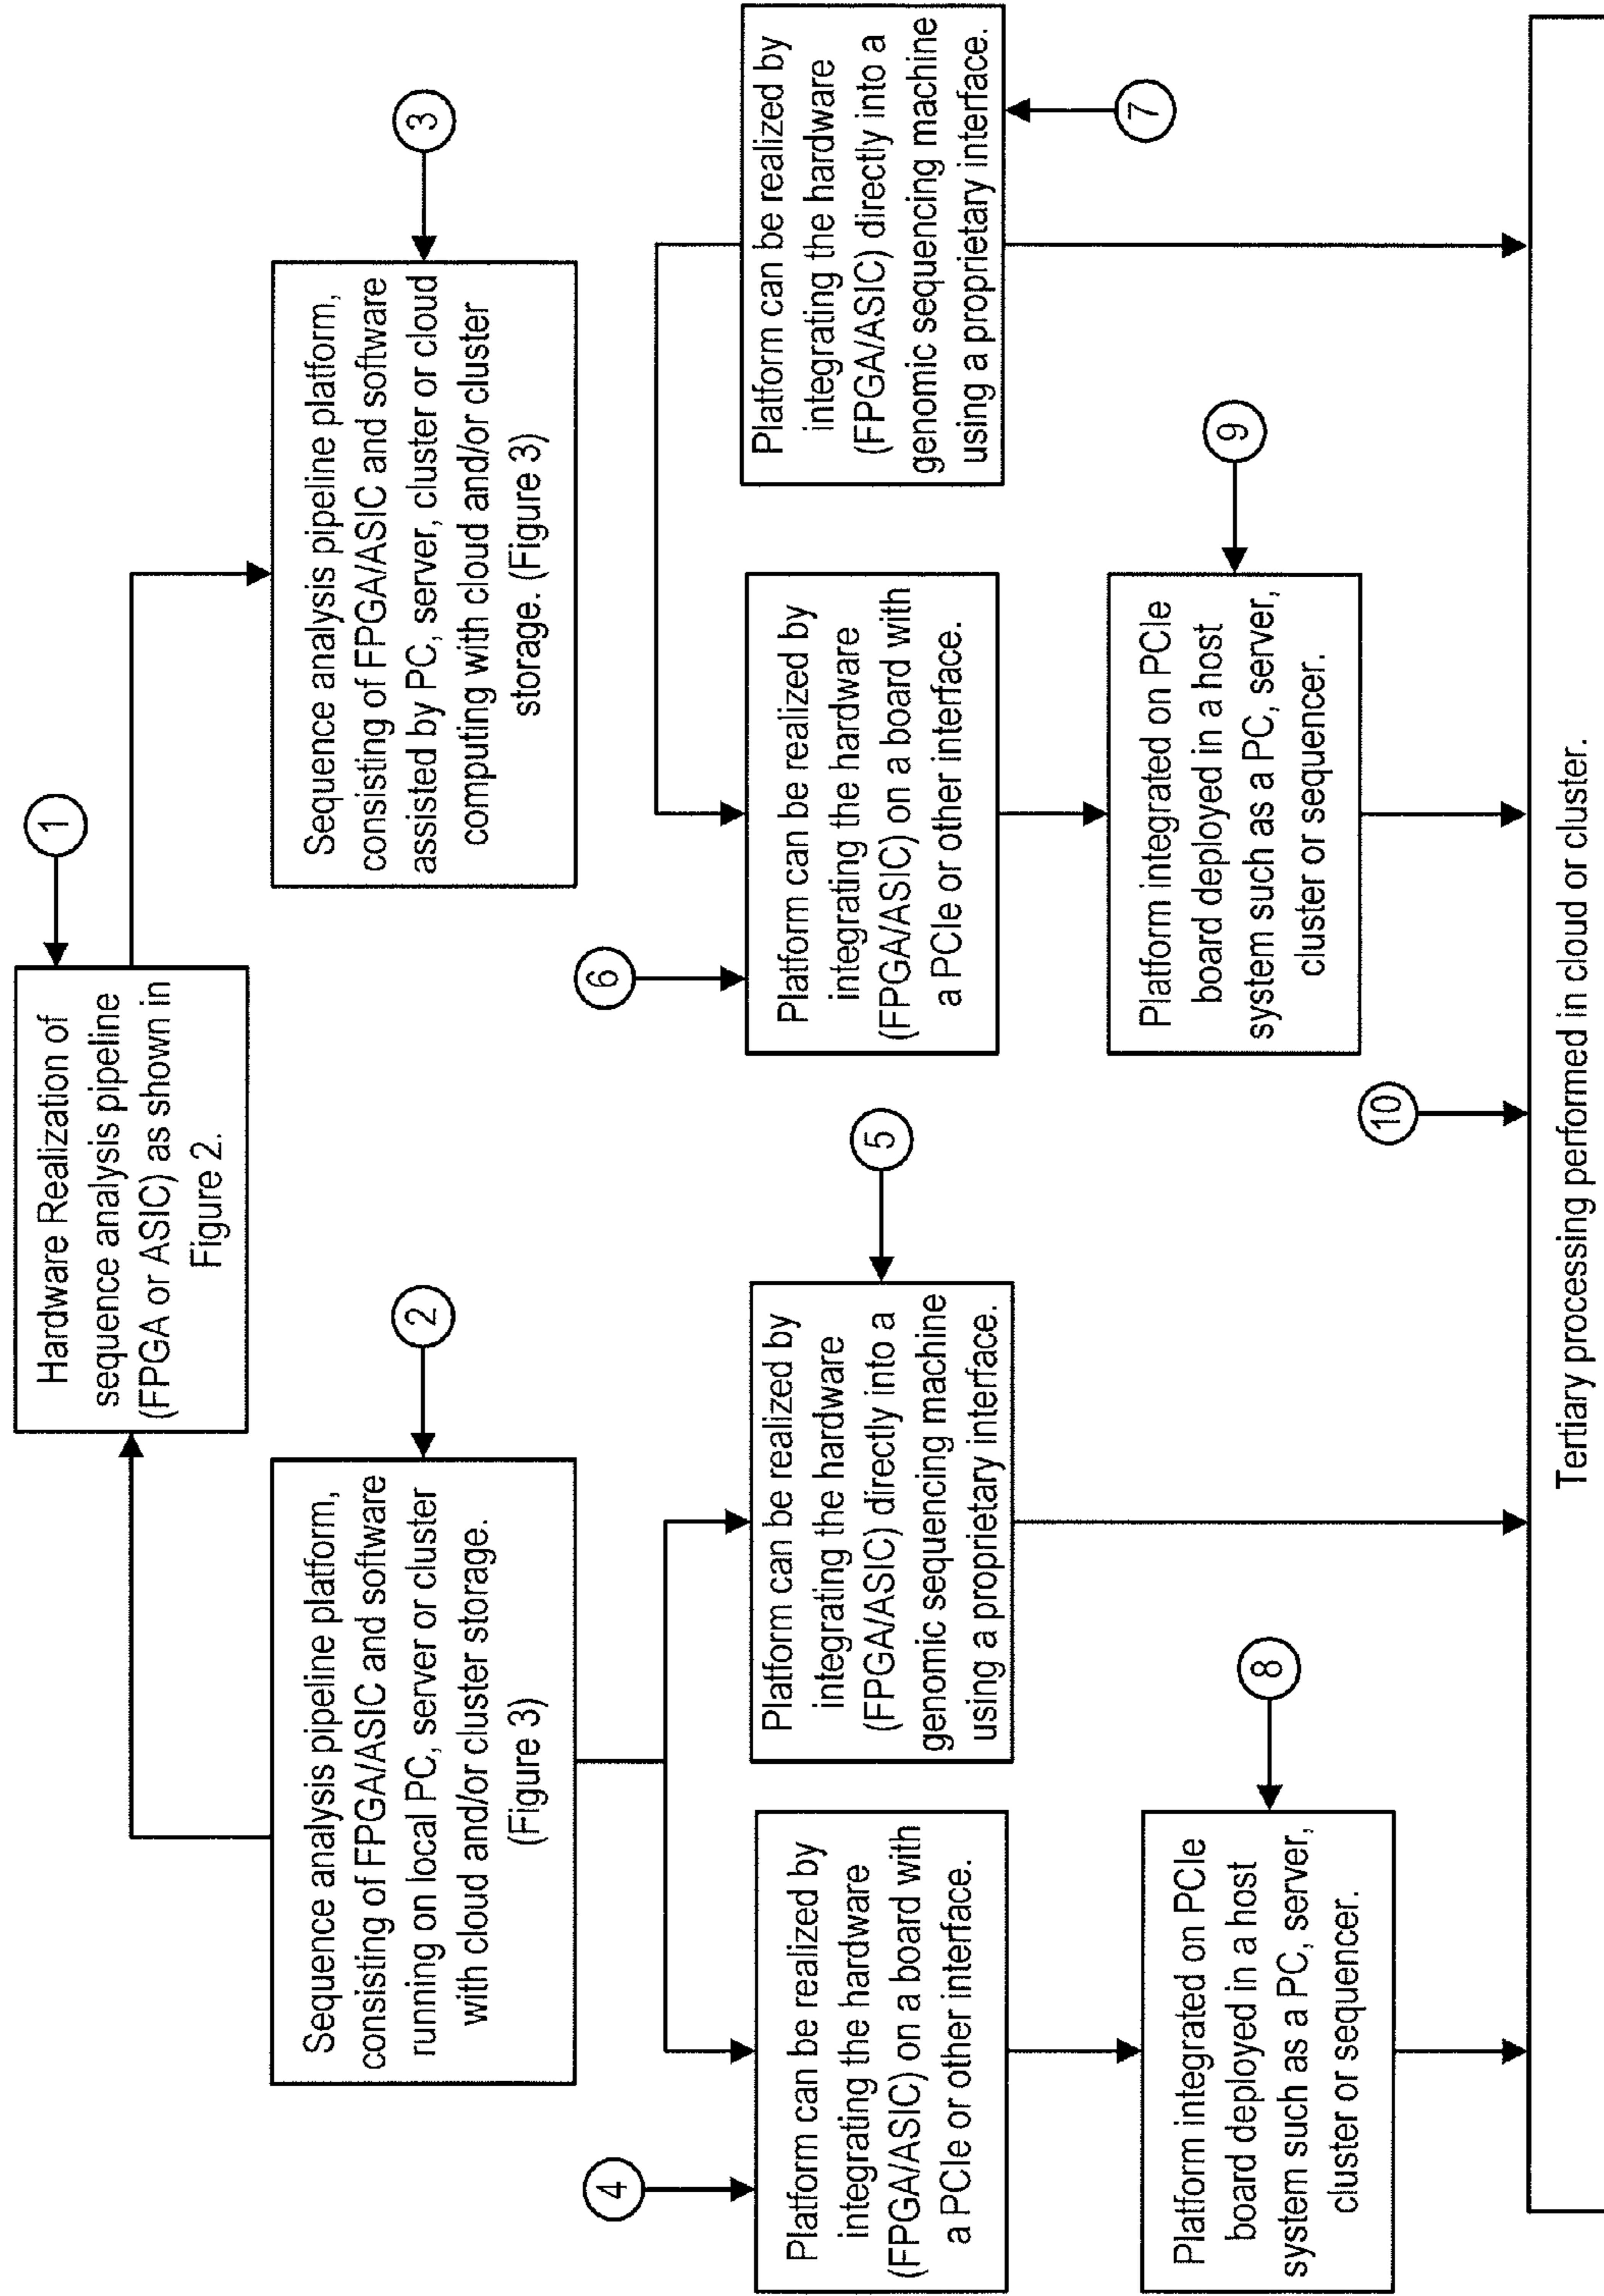 1
Hardware Realization of
sequence analysis pipeline
(FPGA or ASIC) as shown in
Figure 2.
2
Sequence analysis pipeline platform,
consisting of FPGA/ASIC and software
running on local PC, server or cluster
with cloud and/or cluster storage.
(Figure 3)
3
Sequence analysis pipeline platform,
consisting of FPGA/ASIC and software
assisted by PC, server, cluster or cloud
computing with cloud and/or cluster
storage. (Figure 3)
4
Platform can be realized by
integrating the hardware
(FPGA/ASIC) on a board with
a PCIe or other interface.
5
Platform can be realized by
integrating the hardware
(FPGA/ASIC) directly into a
genomic sequencing machine
using a proprietary interface.
6
Platform can be realized by
integrating the hardware
(FPGA/ASIC) on a board with
a PCIe or other interface.
7
Platform can be realized by
integrating the hardware
(FPGA/ASIC) directly into a
genomic sequencing machine
using a proprietary interface.
8
Platform integrated on PCIe
board deployed in a host
system such as a PC, server,
cluster or sequencer.
9
Platform integrated on PCIe
board deployed in a host
system such as a PC, server,
cluster or sequencer.
10
Tertiary processing performed in cloud or cluster.